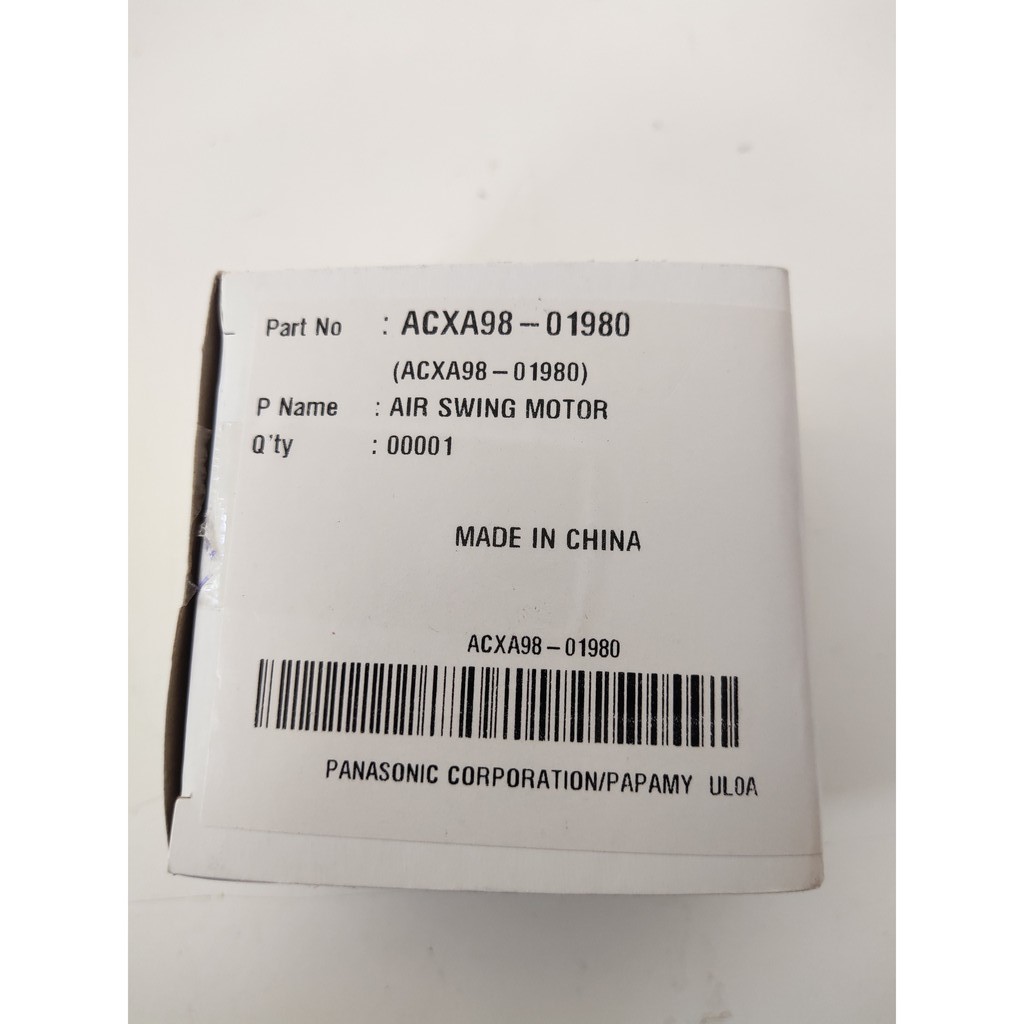 Part No : ACXA98-01980
(ACXA98-01980)
P Name : AIR SWING MOTOR
Q'ty : 00001
MADE IN CHINA
ACXA98-01980
PANASONIC CORPORATION/PAPAMY UL0A